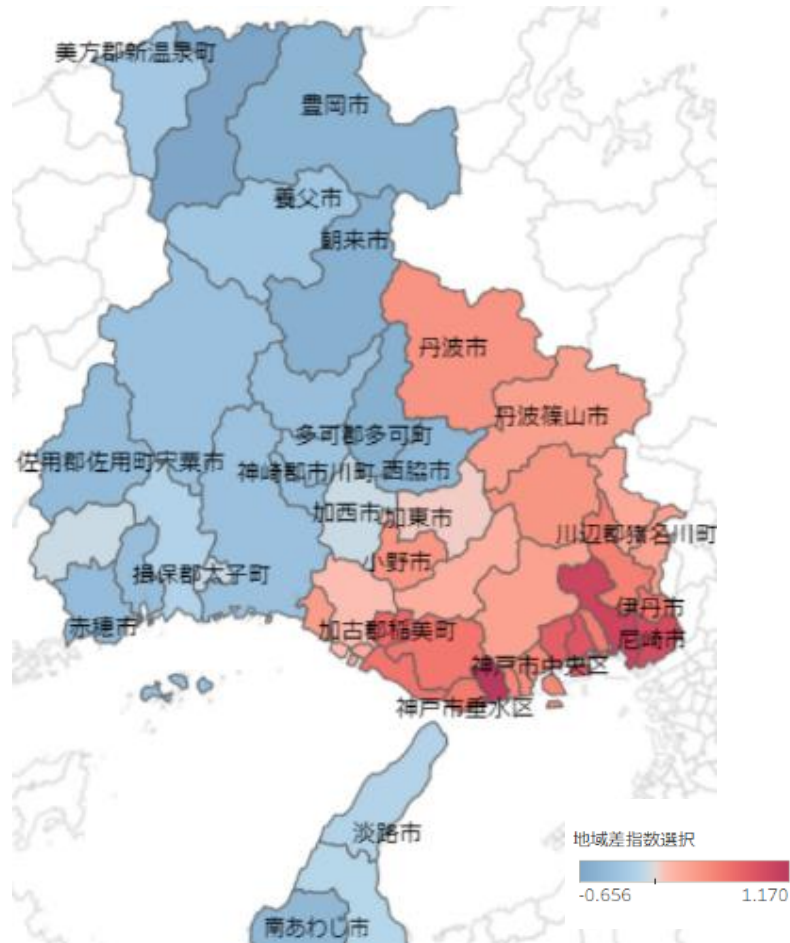 美方郡新温泉町
豊岡市
養父市
朝来市
丹波市
丹波篠山市
多可郡多可町
佐用郡佐用町宍粟市
神崎郡市川町
西脇市
加西市
加東市
川辺郡猪名川町
小野市
揖保郡太子町
伊丹市
赤穂市
加古郡稲美町
尼崎市
神戸市中央区
神戸市垂水区
淡路市
地域差指数選択
-0.656 1.170
南あわじ市